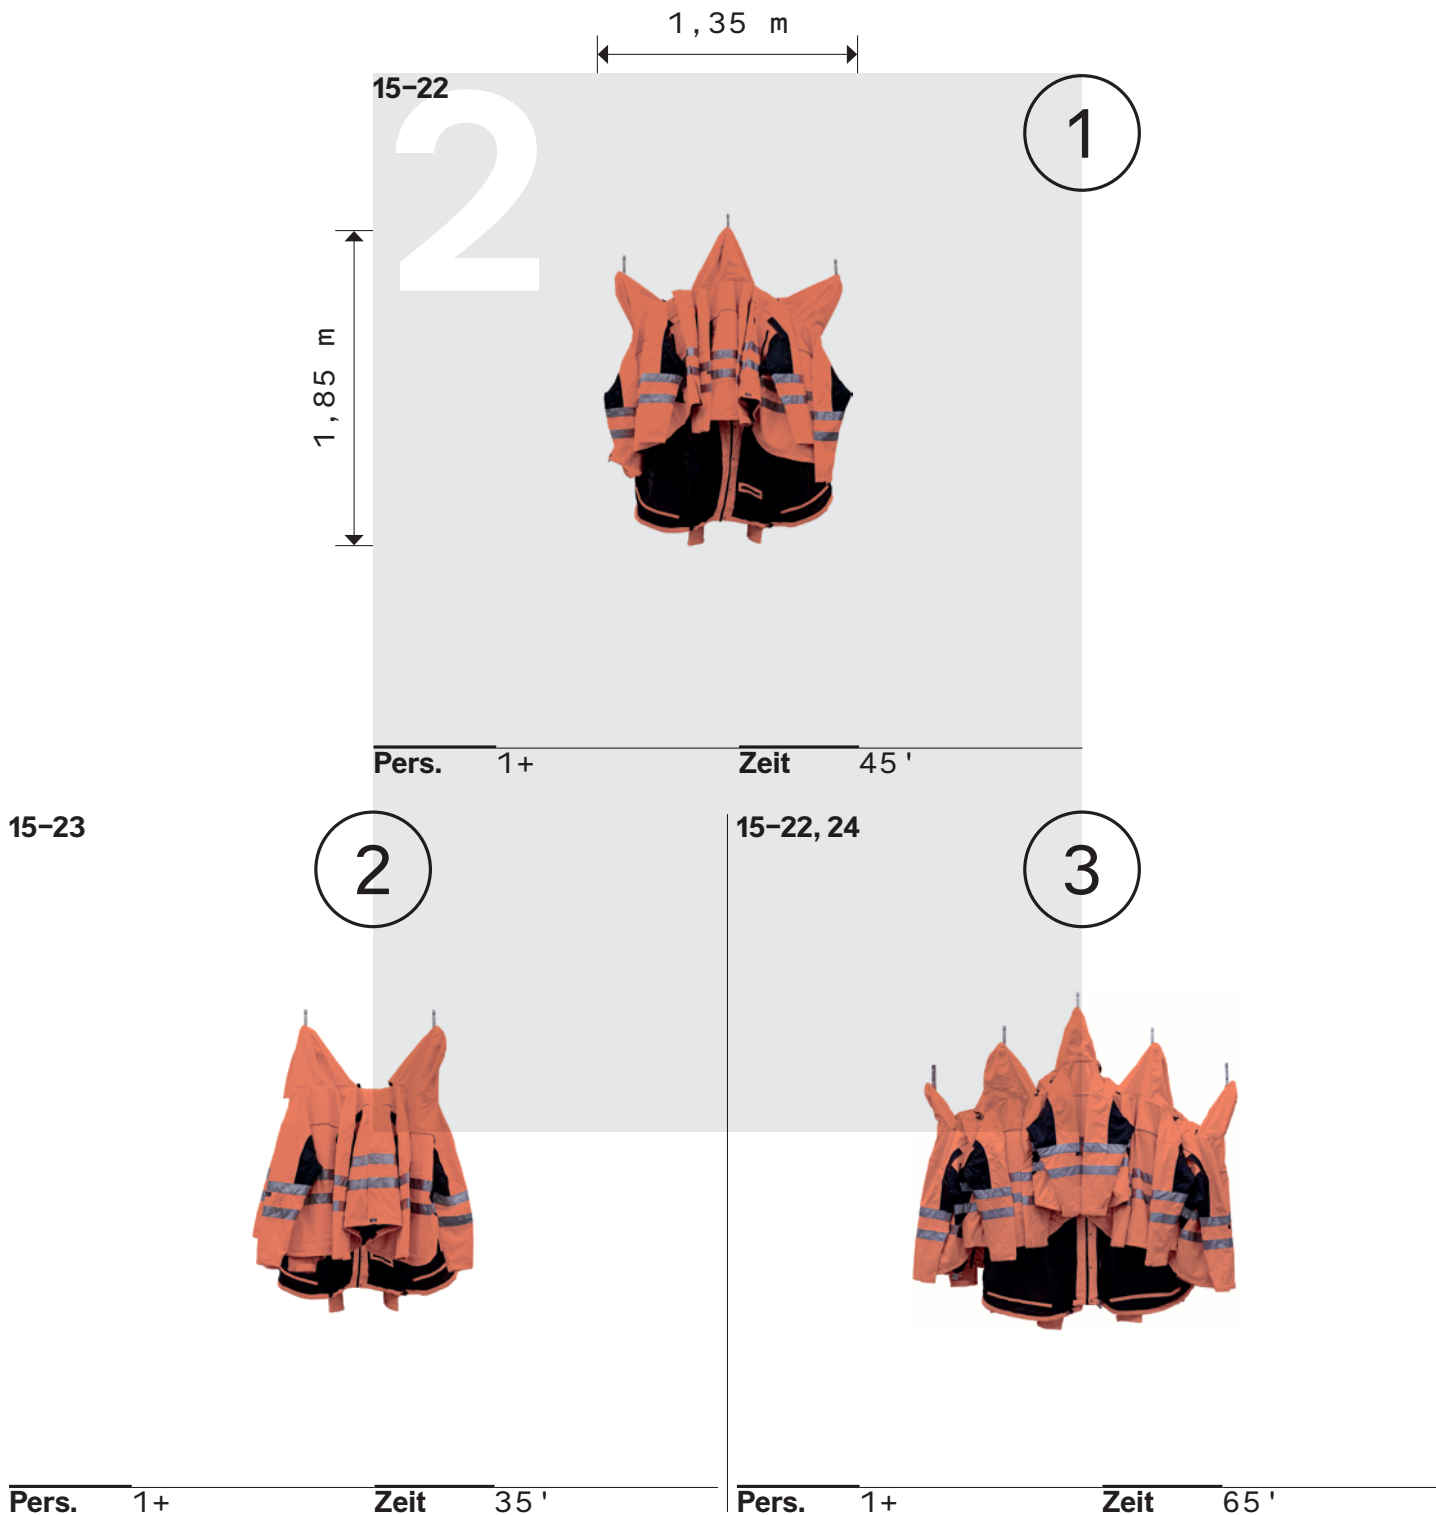 1,35 m
15–22
2
1
1,85 m
Pers. 1+ Zeit 45'
15–23
2
15–22, 24
3
Pers. 1+ Zeit 35'
Pers. 1+ Zeit 65'